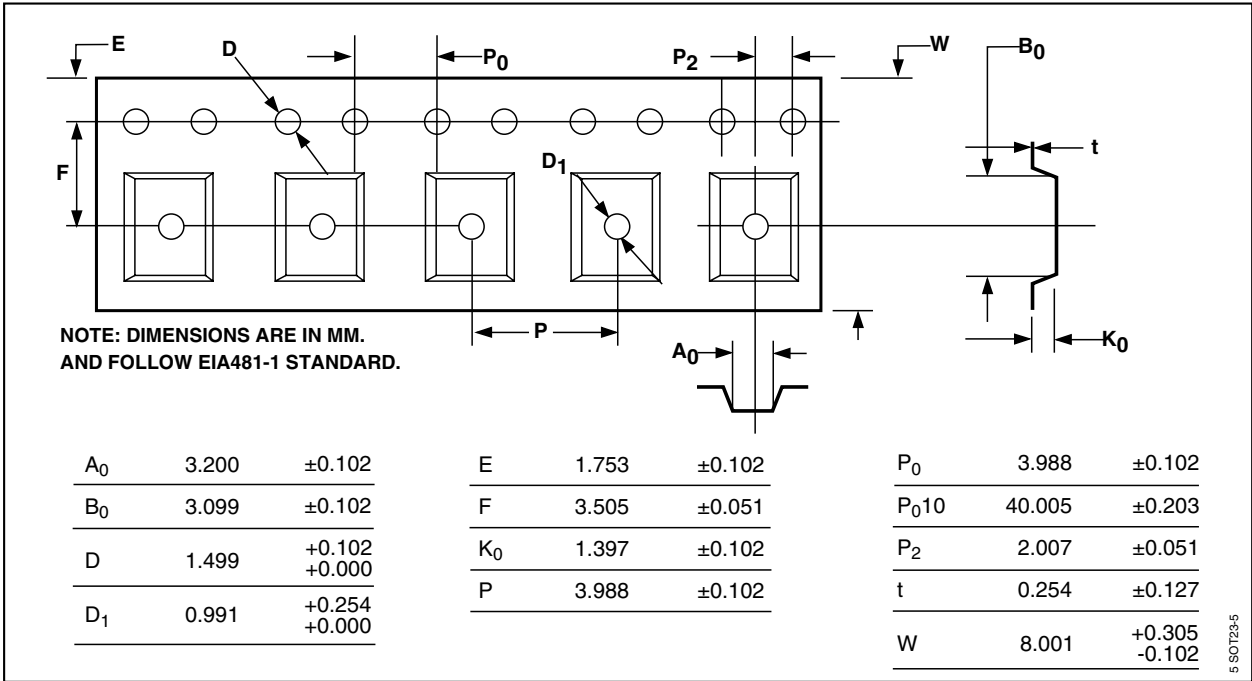 E
D
P0
P2
W
B0
t
F
D1
P
A0
K0
NOTE: DIMENSIONS ARE IN MM.
AND FOLLOW EIA481-1 STANDARD.
A0 3.200 ±0.102
B0 3.099 ±0.102
D 1.499 +0.102
+0.000
D1 0.991 +0.254
+0.000
E 1.753 ±0.102
F 3.505 ±0.051
K0 1.397 ±0.102
P 3.988 ±0.102
P0 3.988 ±0.102
P010 40.005 ±0.203
P2 2.007 ±0.051
t 0.254 ±0.127
W 8.001 +0.305
-0.102
5 SOT23-5